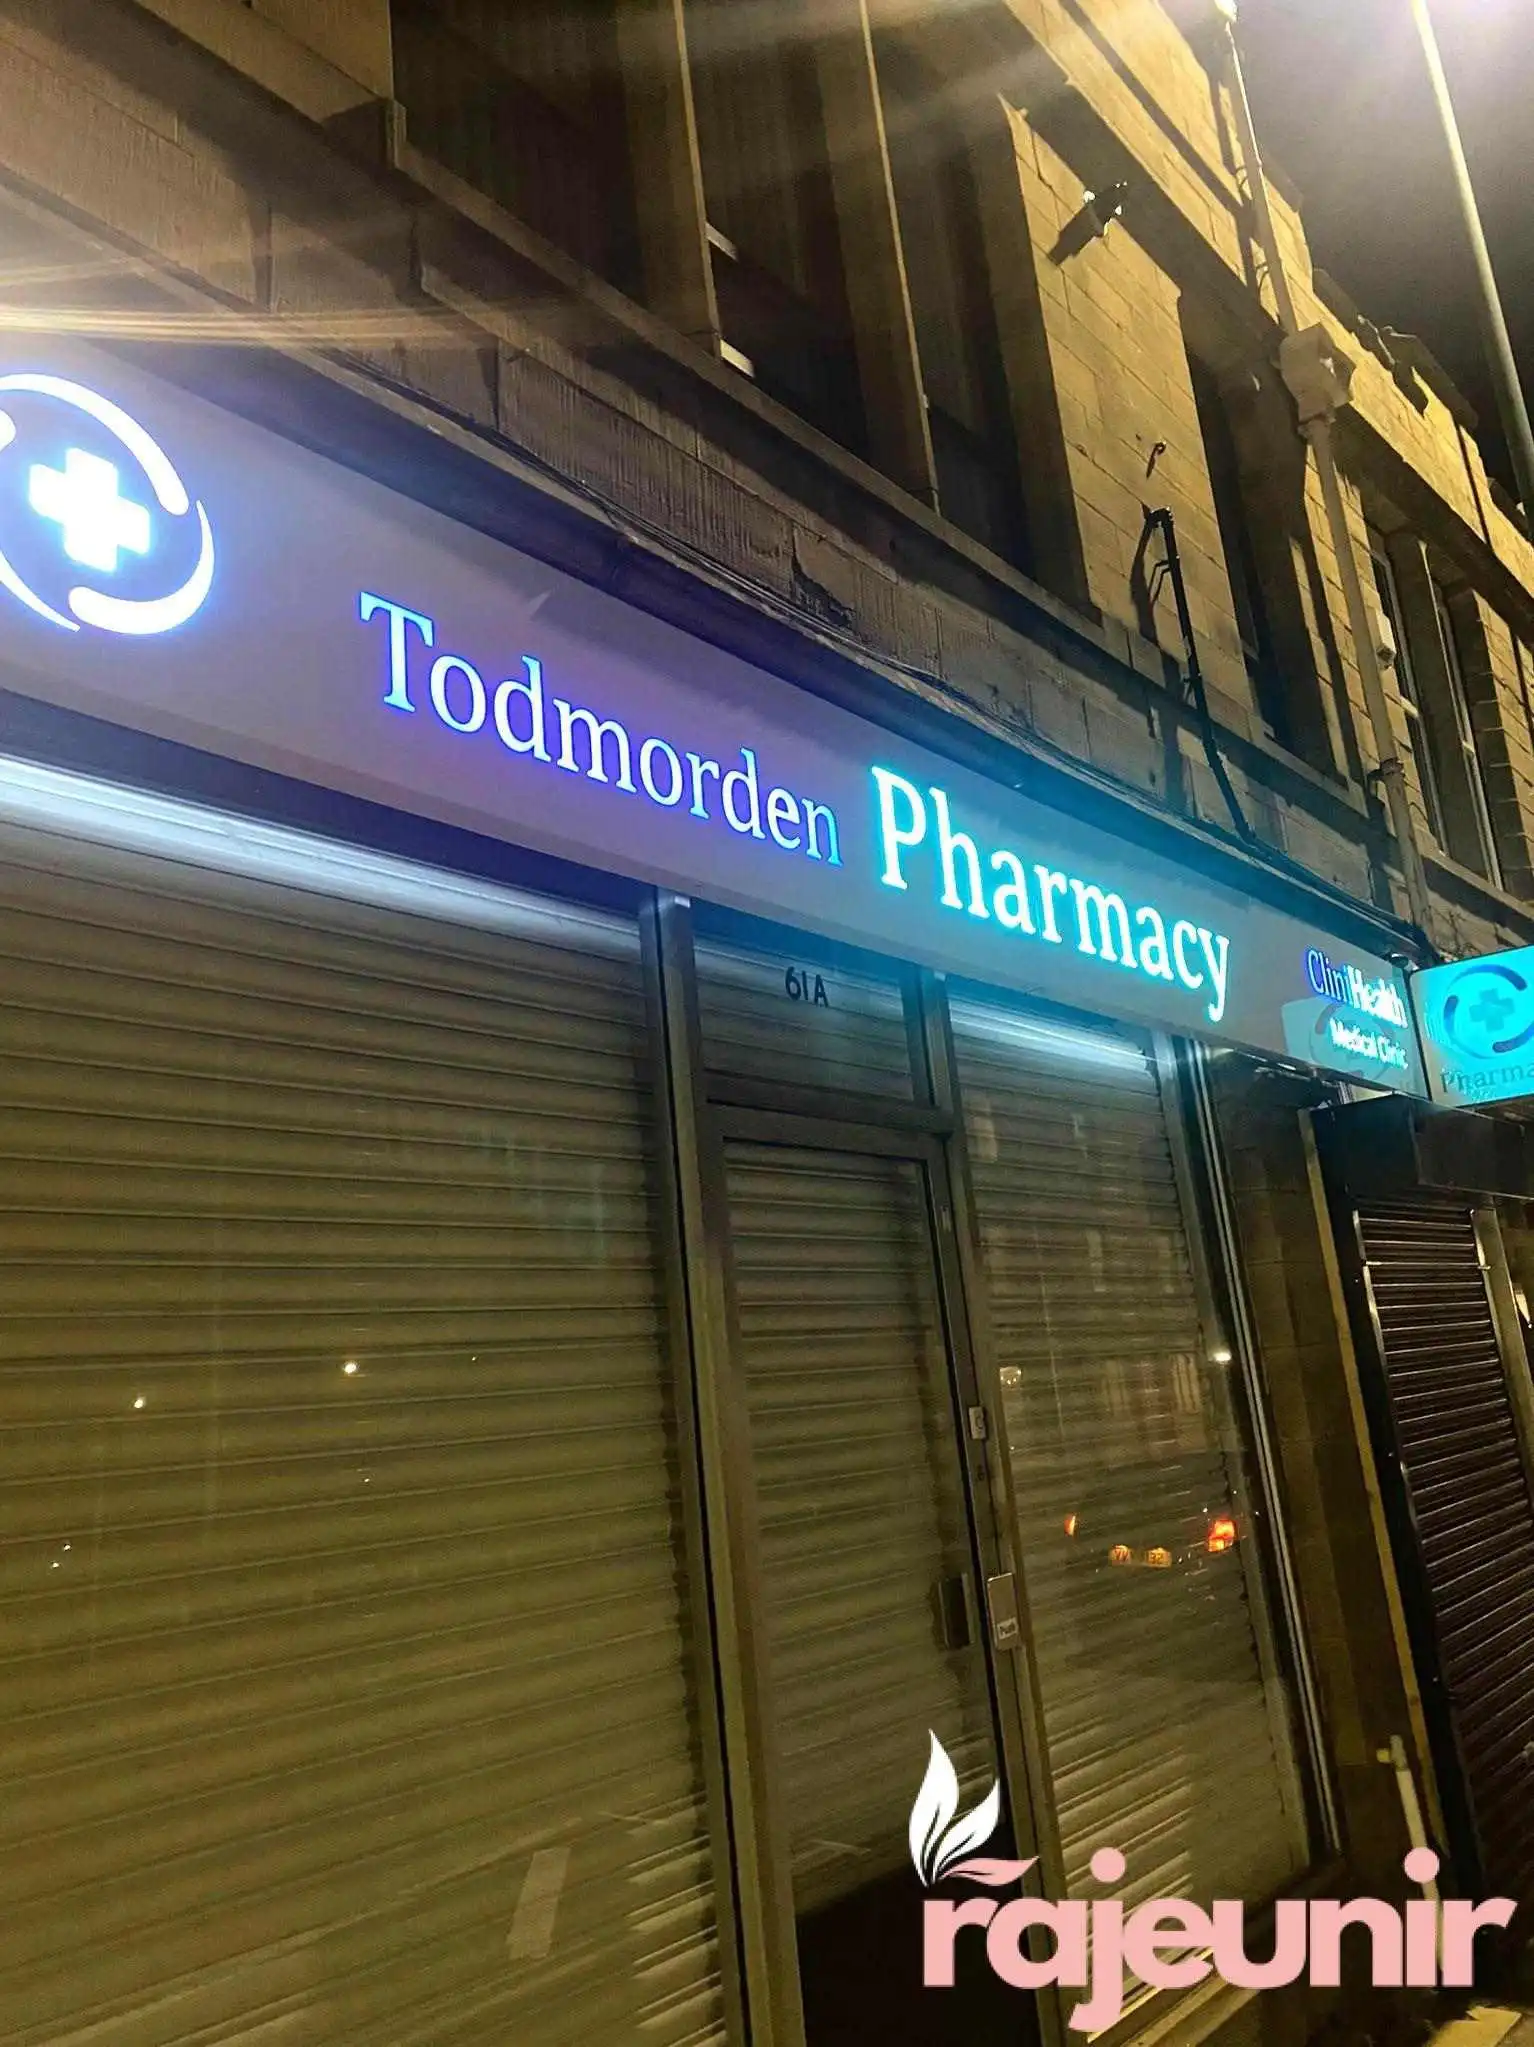 Todmorden Pharmacy
CliniHealth
Medical Clinic
61A
rajeunir